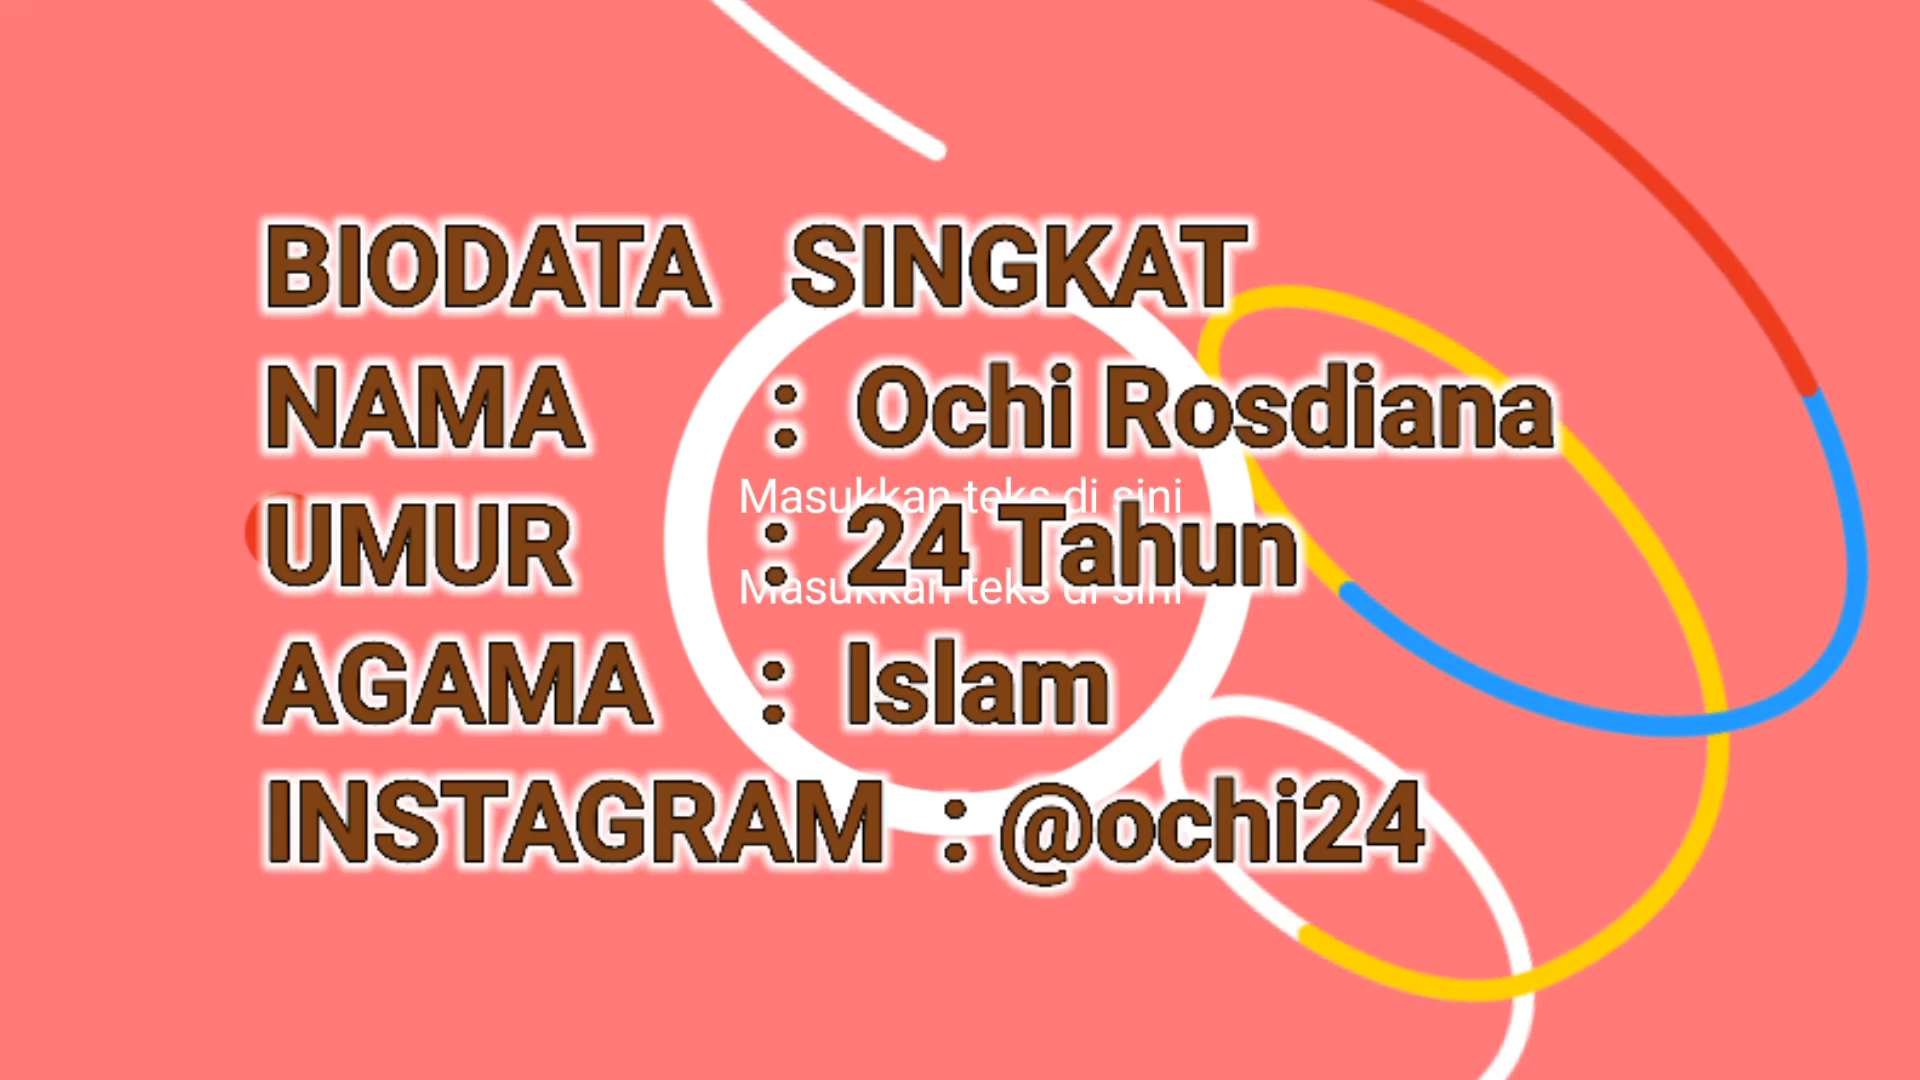 BIODATA SINGKAT
NAMA : Ochi Rosdiana
Masukkan teks di sini
UMUR : 24 Tahun
Masukkan teks di sini
AGAMA : Islam
INSTAGRAM : @ochi24